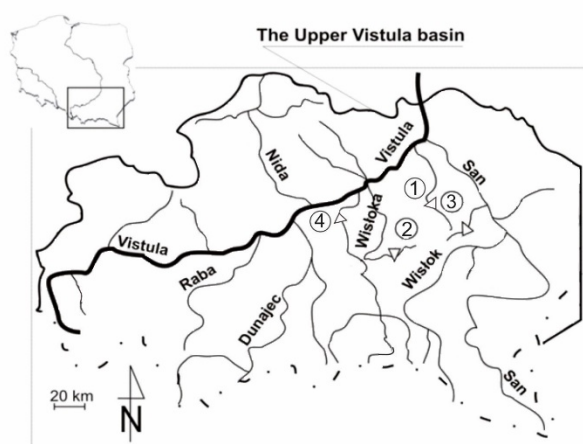 The Upper Vistula basin
Vistula
San
Nida
1
3
4
Wisłoka
2
Vistula
Wisłok
Raba
Dunajec
San
20 km
N